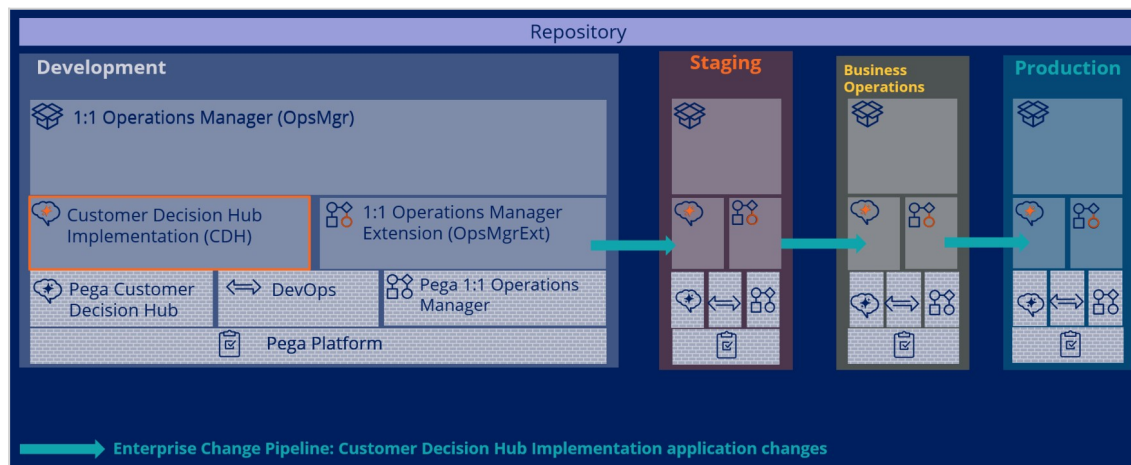 Repository
Development
1:1 Operations Manager (OpsMgr)
Customer Decision Hub
Implementation (CDH)
1:1 Operations Manager
Extension (OpsMgrExt)
Pega Customer
Decision Hub
DevOps
Pega 1:1 Operations
Manager
Pega Platform
Staging
Business
Operations
Production
Enterprise Change Pipeline: Customer Decision Hub Implementation application changes